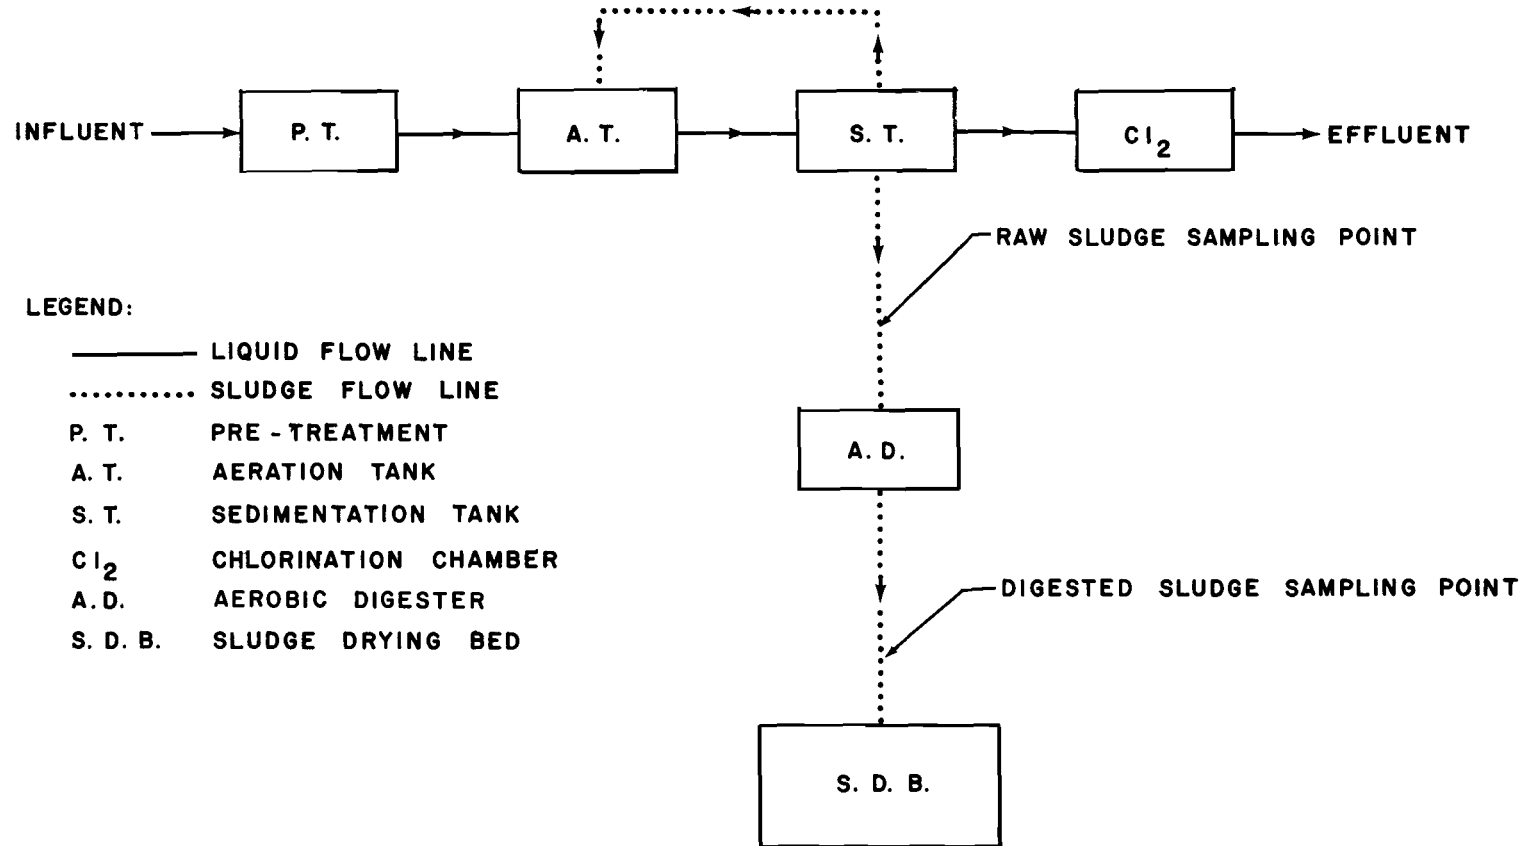 INFLUENT P. T. A. T. S. T. Cl2 EFFLUENT
RAW SLUDGE SAMPLING POINT
LEGEND:
LIQUID FLOW LINE
SLUDGE FLOW LINE
P. T. PRE-TREATMENT
A. T. AERATION TANK
S. T. SEDIMENTATION TANK
Cl2 CHLORINATION CHAMBER
A.D. AEROBIC DIGESTER
S. D. B. SLUDGE DRYING BED
A. D.
DIGESTED SLUDGE SAMPLING POINT
S. D. B.